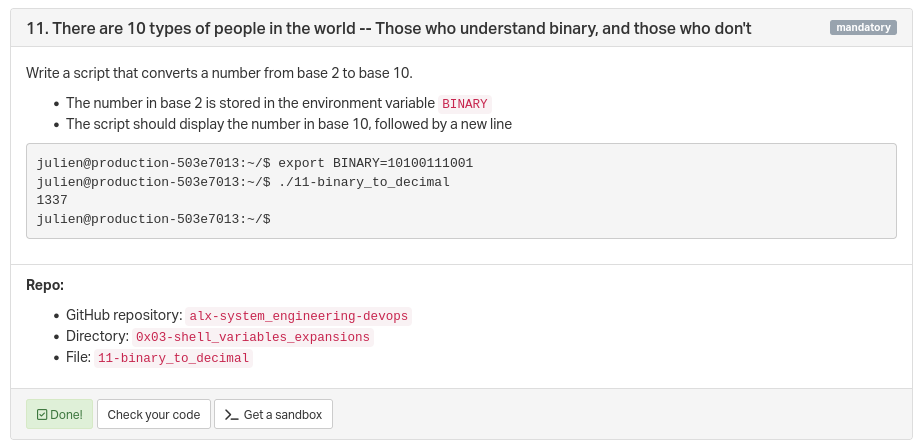 11. There are 10 types of people in the world -- Those who understand binary, and those who don't
mandatory
Write a script that converts a number from base 2 to base 10.
• The number in base 2 is stored in the environment variable BINARY
• The script should display the number in base 10, followed by a new line
julien@production-503e7013:~/$ export BINARY=10100111001
julien@production-503e7013:~/$ ./11-binary_to_decimal
1337
julien@production-503e7013:~/$
Repo:
• GitHub repository: alx-system_engineering-devops
• Directory: 0x03-shell_variables_expansions
• File: 11-binary_to_decimal
Done!
Check your code
Get a sandbox